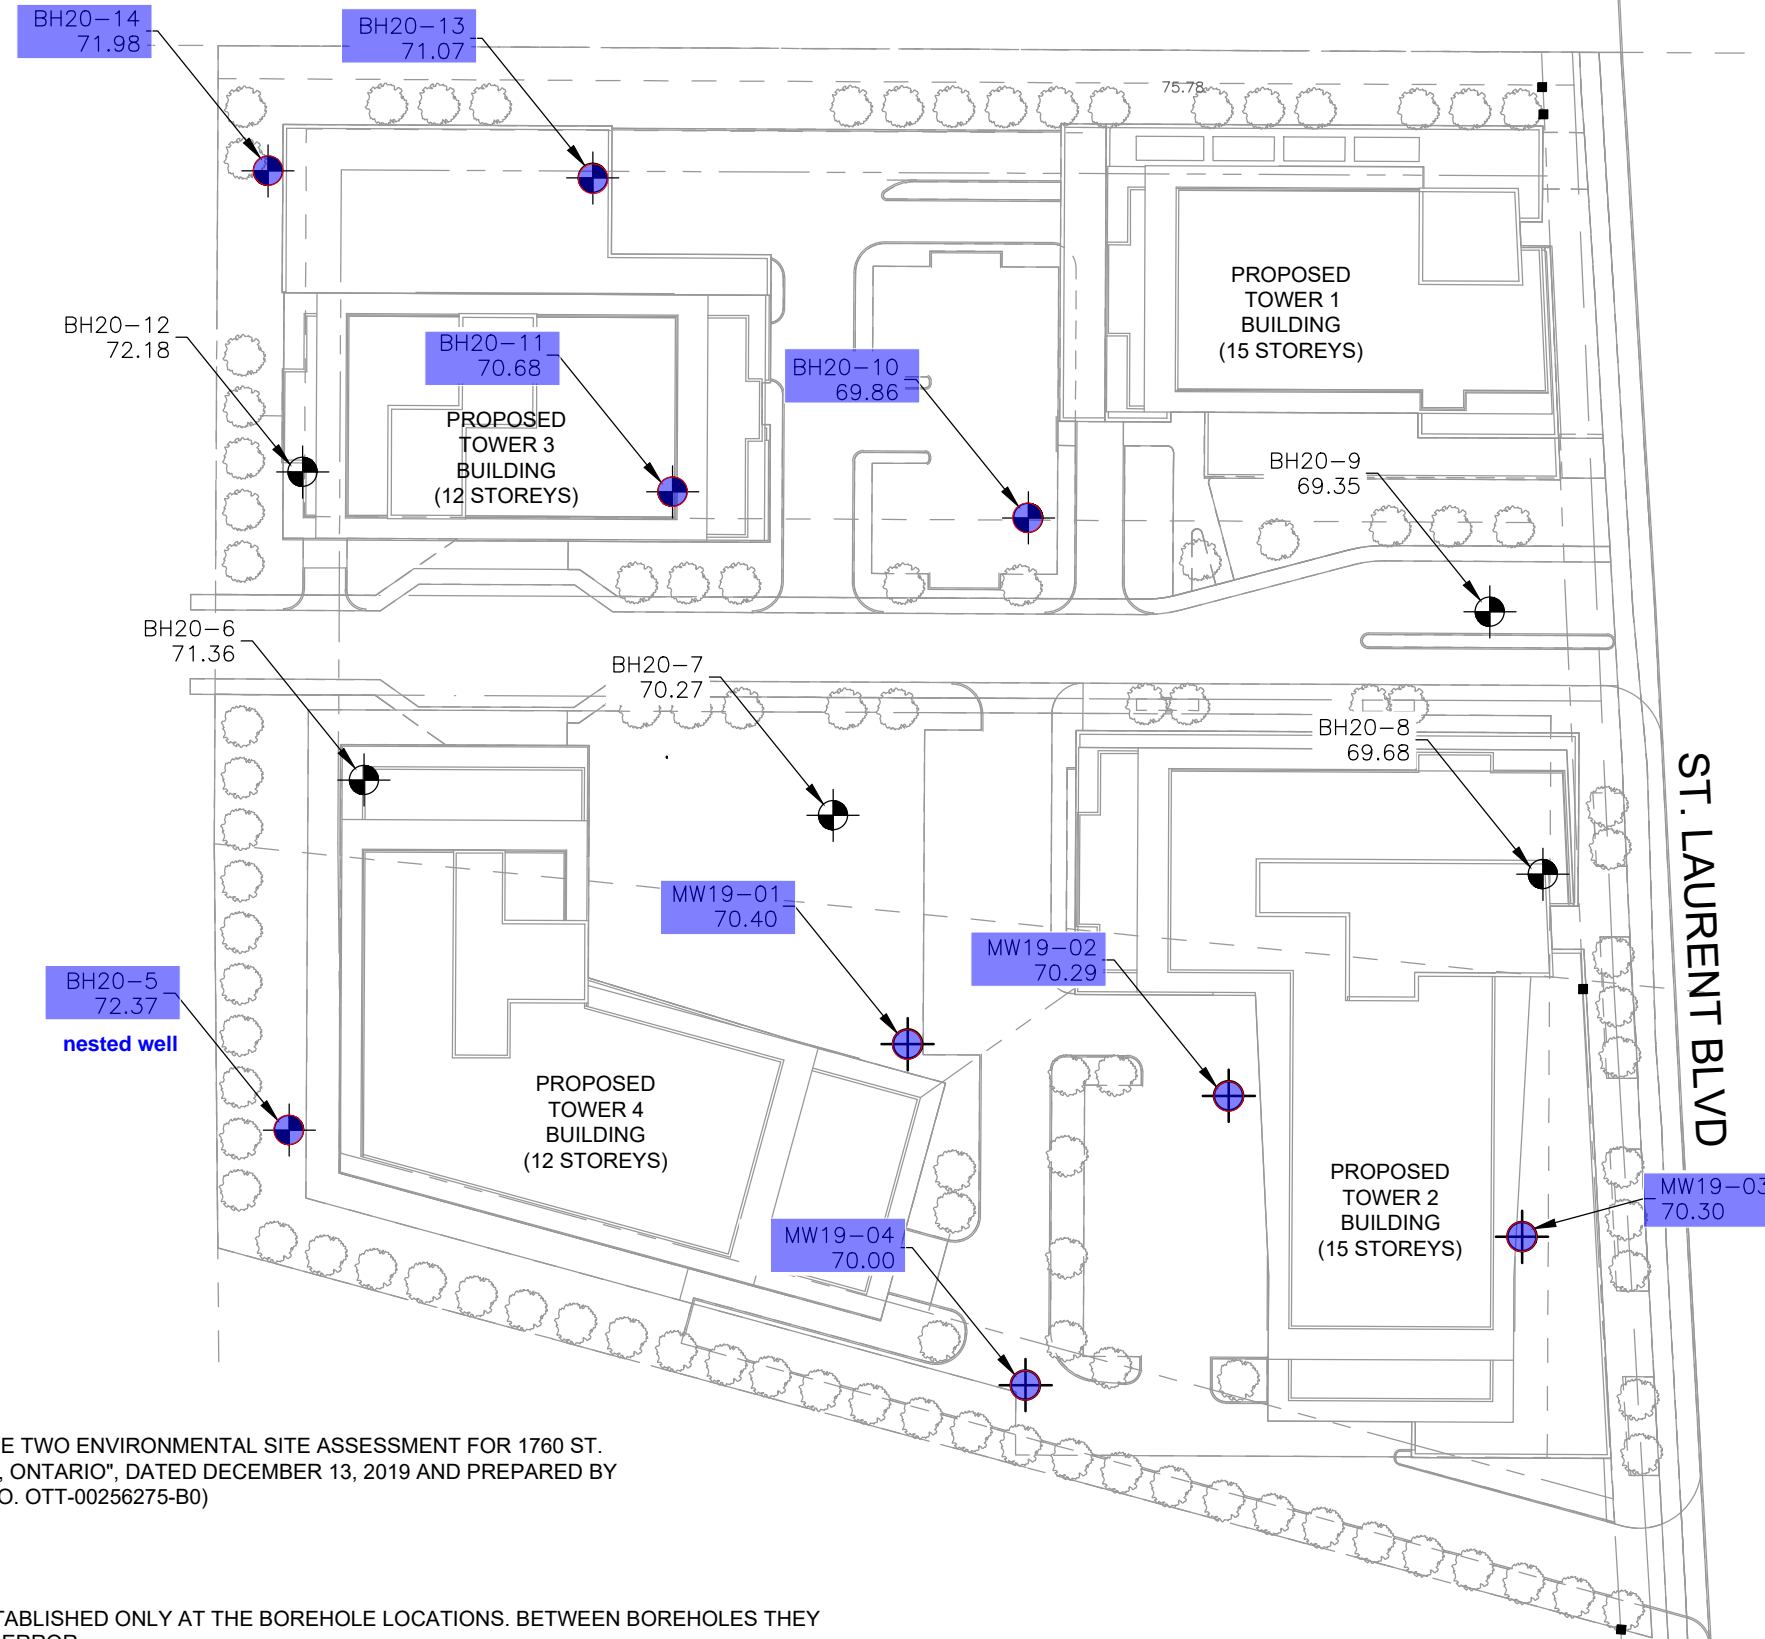 BH20-14
71.98
BH20-13
71.07
75.78
PROPOSED
TOWER 1
BUILDING
(15 STOREYS)
BH20-12
72.18
BH20-11
70.68
BH20-10
69.86
PROPOSED
TOWER 3
BUILDING
(12 STOREYS)
BH20-9
69.35
BH20-6
71.36
BH20-7
70.27
BH20-8
69.68
ST. LAURENT BLVD
MW19-01
70.40
MW19-02
70.29
BH20-5
72.37
nested well
PROPOSED
TOWER 4
BUILDING
(12 STOREYS)
PROPOSED
TOWER 2
BUILDING
(15 STOREYS)
MW19-03
70.30
MW19-04
70.00
E TWO ENVIRONMENTAL SITE ASSESSMENT FOR 1760 ST.
, ONTARIO", DATED DECEMBER 13, 2019 AND PREPARED BY
O. OTT-00256275-B0)
TABLISHED ONLY AT THE BOREHOLE LOCATIONS. BETWEEN BOREHOLES THEY
ERROR